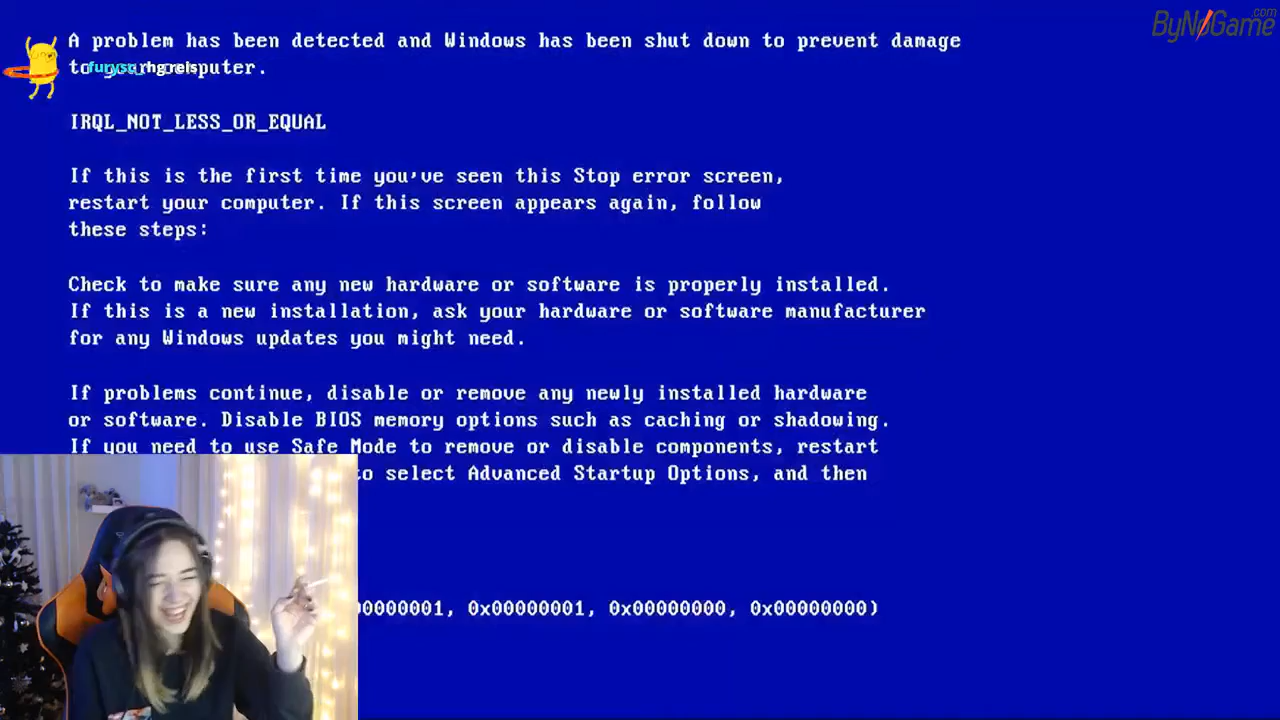 A problem has been detected and Windows has been shut down to prevent damage
to your computer.
furyst_rhg reis
IRQL_NOT_LESS_OR_EQUAL
If this is the first time you've seen this Stop error screen,
restart your computer. If this screen appears again, follow
these steps:
Check to make sure any new hardware or software is properly installed.
If this is a new installation, ask your hardware or software manufacturer
for any Windows updates you might need.
If problems continue, disable or remove any newly installed hardware
or software. Disable BIOS memory options such as caching or shadowing.
If you need to use Safe Mode to remove or disable components, restart
to select Advanced Startup Options, and then
00000001, 0x00000001, 0x00000000, 0x00000000)
ByNoGame.com